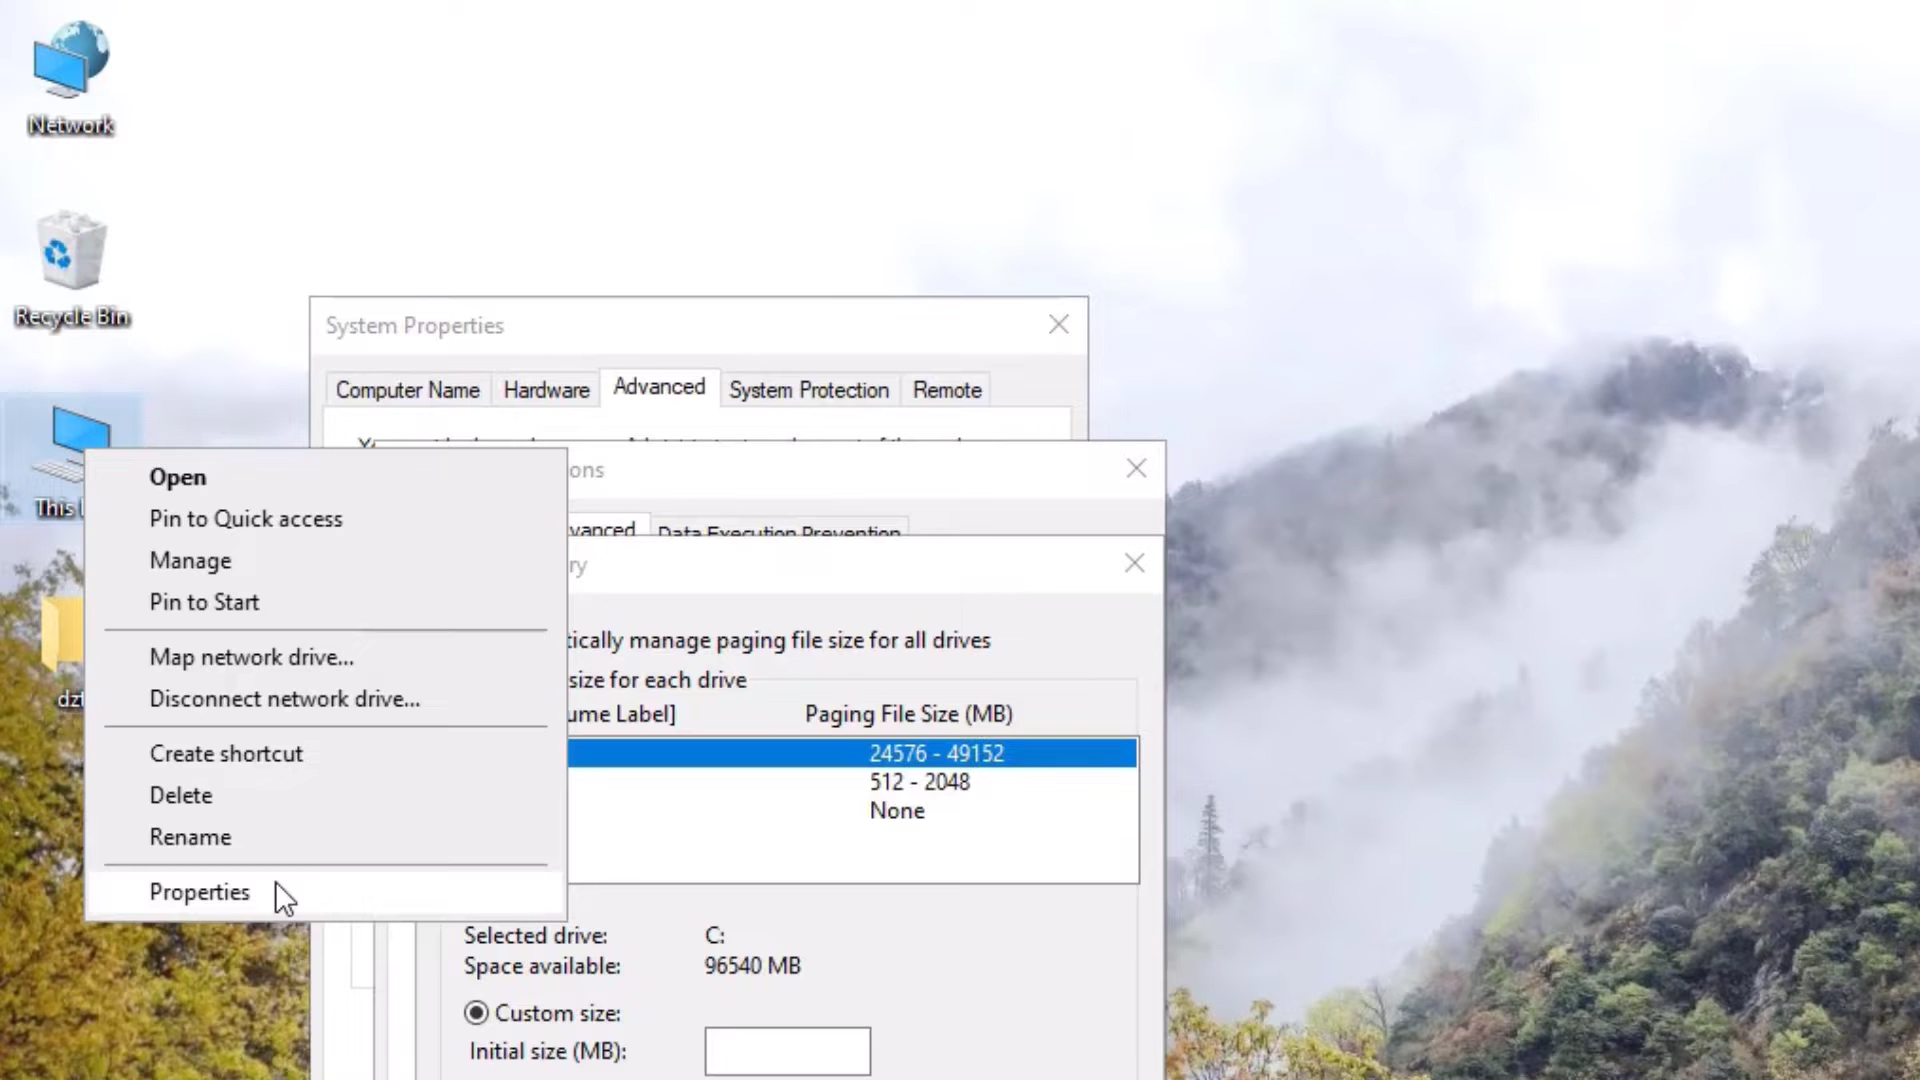 Network
Recycle Bin
This
dzt
System Properties
Computer Name
Hardware
Advanced
System Protection
Remote
ons
vanced
Data Execution Prevention
ry
tically manage paging file size for all drives
size for each drive
ume Label]
Paging File Size (MB)
24576 - 49152
512 - 2048
None
Selected drive:
C:
Space available:
96540 MB
Custom size:
Initial size (MB):
Open
Pin to Quick access
Manage
Pin to Start
Map network drive...
Disconnect network drive...
Create shortcut
Delete
Rename
Properties